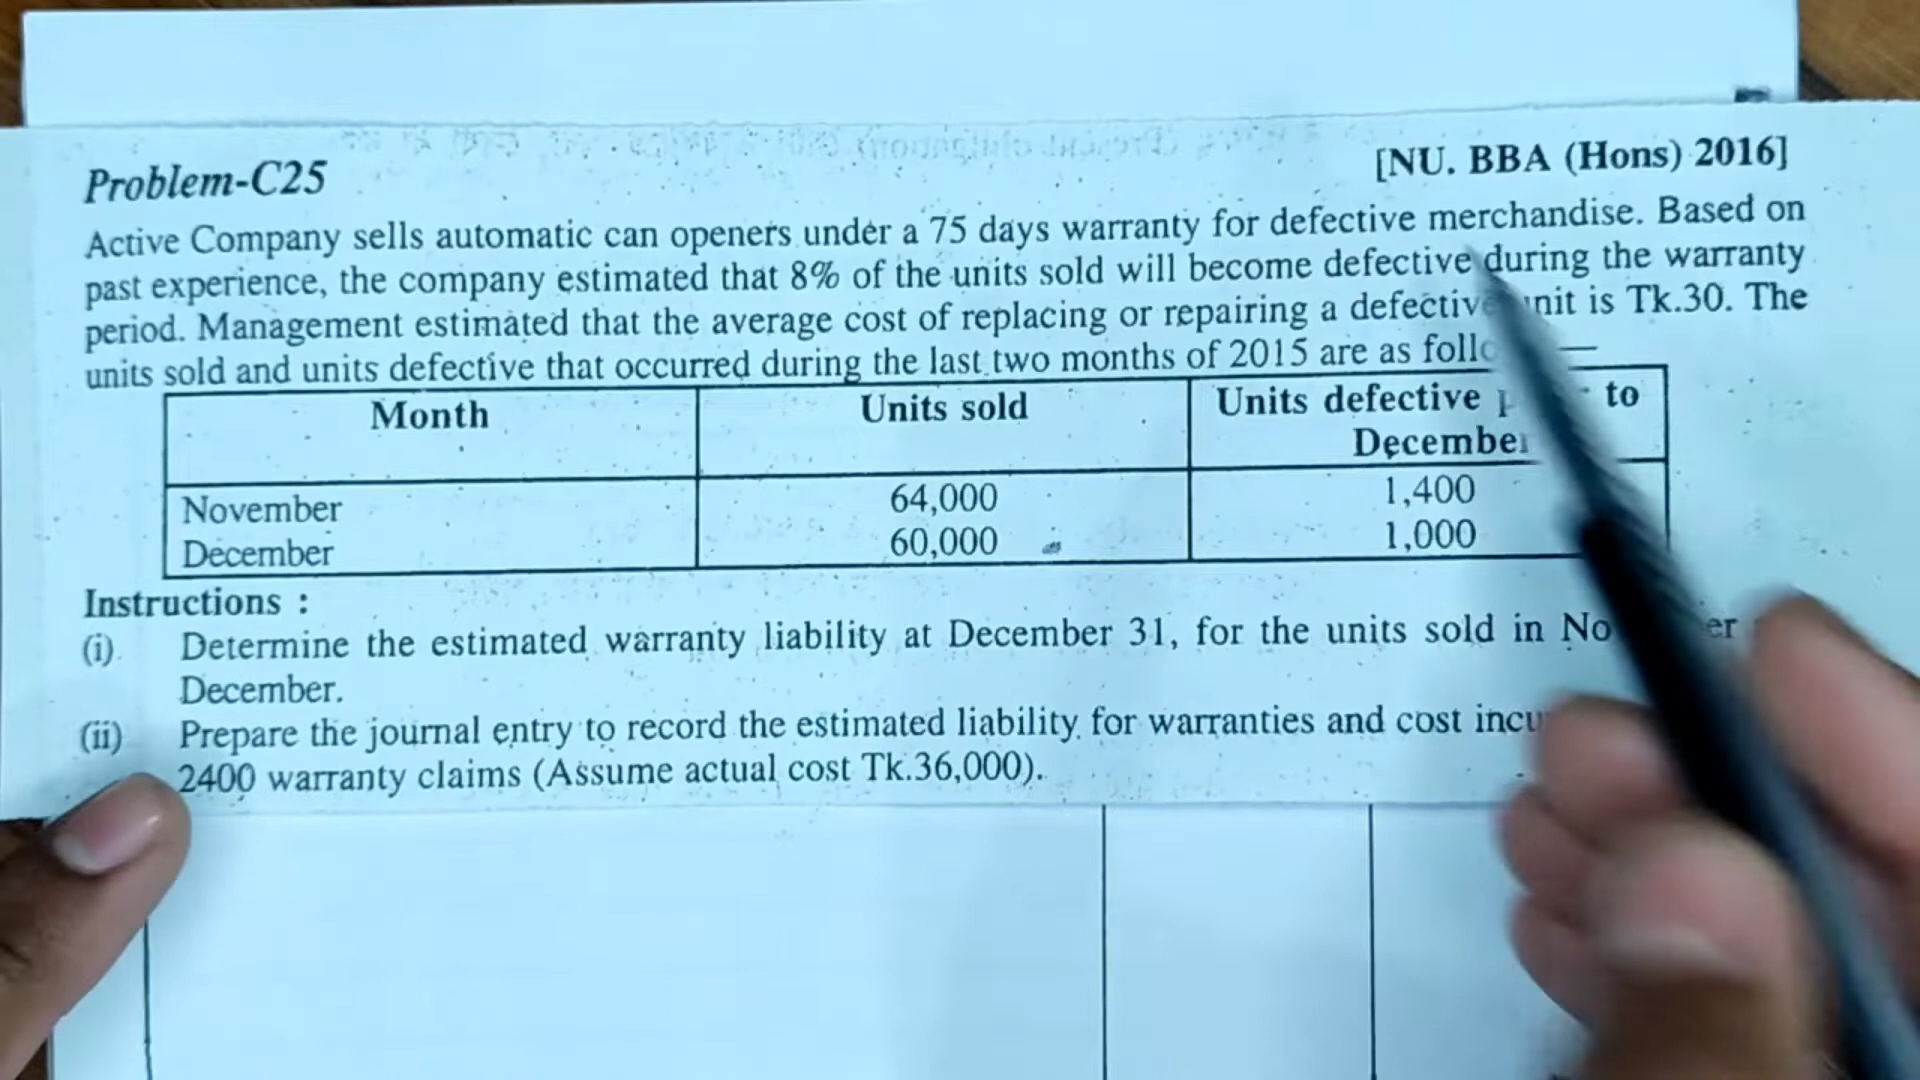 Problem-C25
[NU. BBA (Hons) 2016]
Active Company sells automatic can openers under a 75 days warranty for defective merchandise. Based on
past experience, the company estimated that 8% of the units sold will become defective during the warranty
period. Management estimated that the average cost of replacing or repairing a defective unit is Tk.30. The
units sold and units defective that occurred during the last two months of 2015 are as
Month Units sold Units defective to
December
November 64,000 1,400
December 60,000 1,000
Instructions :
(i) Determine the estimated warranty liability at December 31, for the units sold in
December.
(ii) Prepare the journal entry to record the estimated liability for warranties and cost
2400 warranty claims (Assume actual cost Tk.36,000).